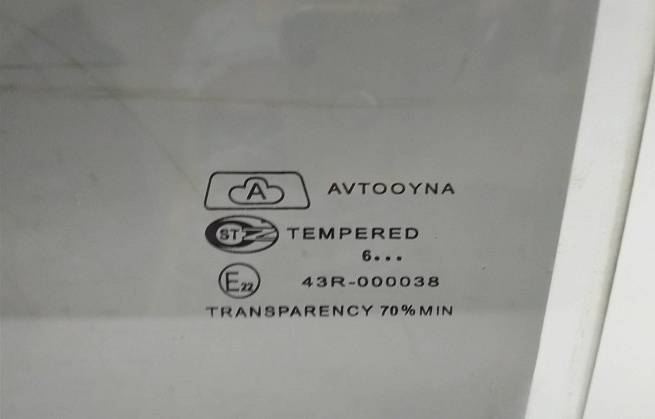 A AVTOOYNA
ST TEMPERED
6...
E22 43R-000038
TRANSPARENCY 70% MIN